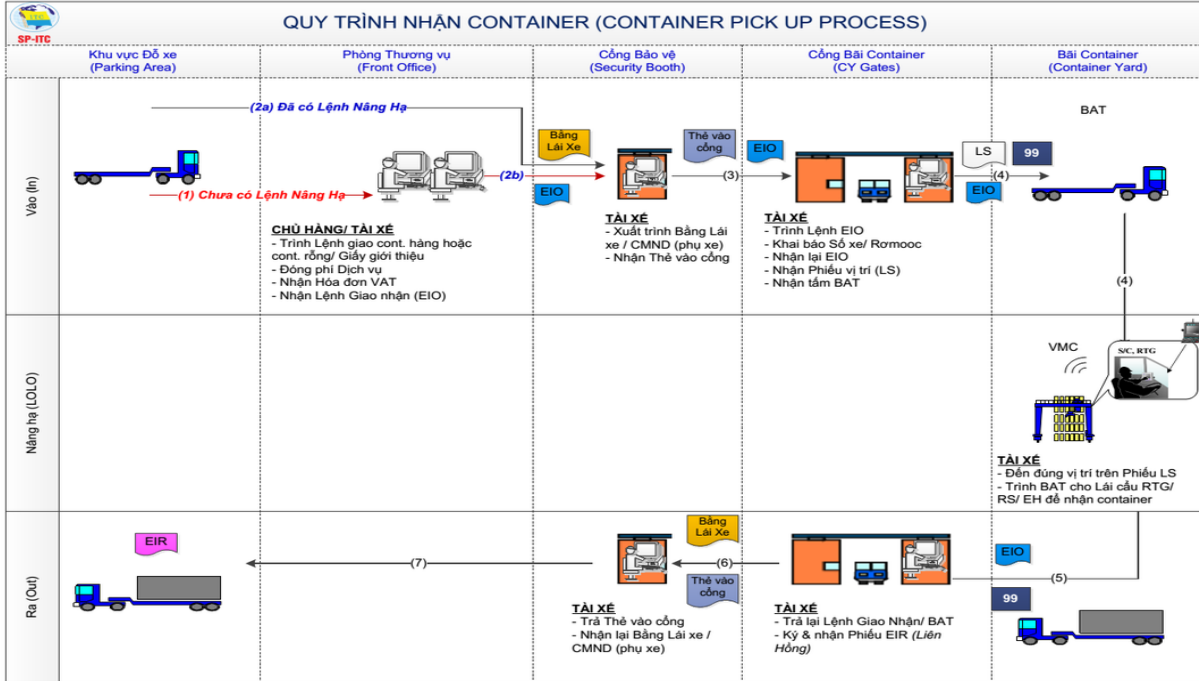 ITC
SP-ITC
QUY TRÌNH NHẬN CONTAINER (CONTAINER PICK UP PROCESS)
Khu vực Đỗ xe
(Parking Area)
Phòng Thương vụ
(Front Office)
Cổng Bảo vệ
(Security Booth)
Cổng Bãi Container
(CY Gates)
Bãi Container
(Container Yard)
Vào (In)
(2a) Đã có Lệnh Nâng Hạ
(1) Chưa có Lệnh Nâng Hạ
(2b)
Bằng
Lái Xe
EIO
Thẻ vào
cổng
(3)
EIO
LS
99
(4)
EIO
BAT
CHỦ HÀNG/ TÀI XẾ
- Trình Lệnh giao cont. hàng hoặc
cont. rỗng/ Giấy giới thiệu
- Đóng phí Dịch vụ
- Nhận Hóa đơn VAT
- Nhận Lệnh Giao nhận (EIO)
TÀI XẾ
- Xuất trình Bằng Lái
xe / CMND (phụ xe)
- Nhận Thẻ vào cổng
TÀI XẾ
- Trình Lệnh EIO
- Khai báo Số xe/ Rơmooc
- Nhận lại EIO
- Nhận Phiếu vị trí (LS)
- Nhận tấm BAT
(4)
Nâng hạ (LOLO)
VMC
S/C, RTG
TÀI XẾ
- Đến đúng vị trí trên Phiếu LS
- Trình BAT cho Lái cẩu RTG/
RS/ EH để nhận container
Ra (Out)
EIR
(7)
Bằng
Lái Xe
(6)
Thẻ vào
cổng
EIO
(5)
99
TÀI XẾ
- Trả Thẻ vào cổng
- Nhận lại Bằng Lái xe /
CMND (phụ xe)
TÀI XẾ
- Trả lại Lệnh Giao Nhận/ BAT
- Ký & nhận Phiếu EIR (Liên
Hồng)